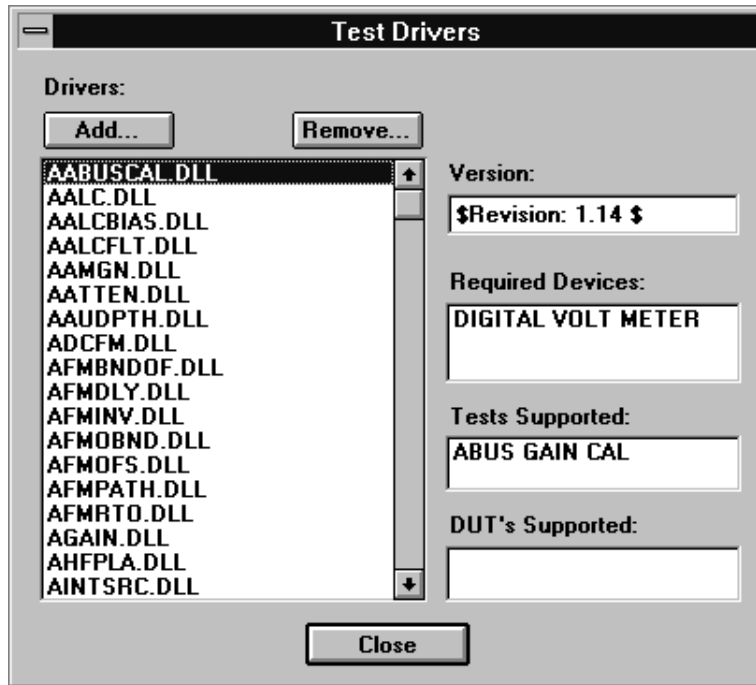 Test Drivers
Drivers:
Add...
Remove...
AABUSCAL.DLL
AALC.DLL
AALCBIAS.DLL
AALCFLT.DLL
AAMGN.DLL
AATTEN.DLL
AAUDPTH.DLL
ADCFM.DLL
AFMBNDOF.DLL
AFMDLY.DLL
AFMINV.DLL
AFMOBND.DLL
AFMOFS.DLL
AFMPATH.DLL
AFMRTO.DLL
AGAIN.DLL
AHFPLA.DLL
AINTSRC.DLL
Version:
$Revision: 1.14 $
Required Devices:
DIGITAL VOLT METER
Tests Supported:
ABUS GAIN CAL
DUT's Supported:
Close